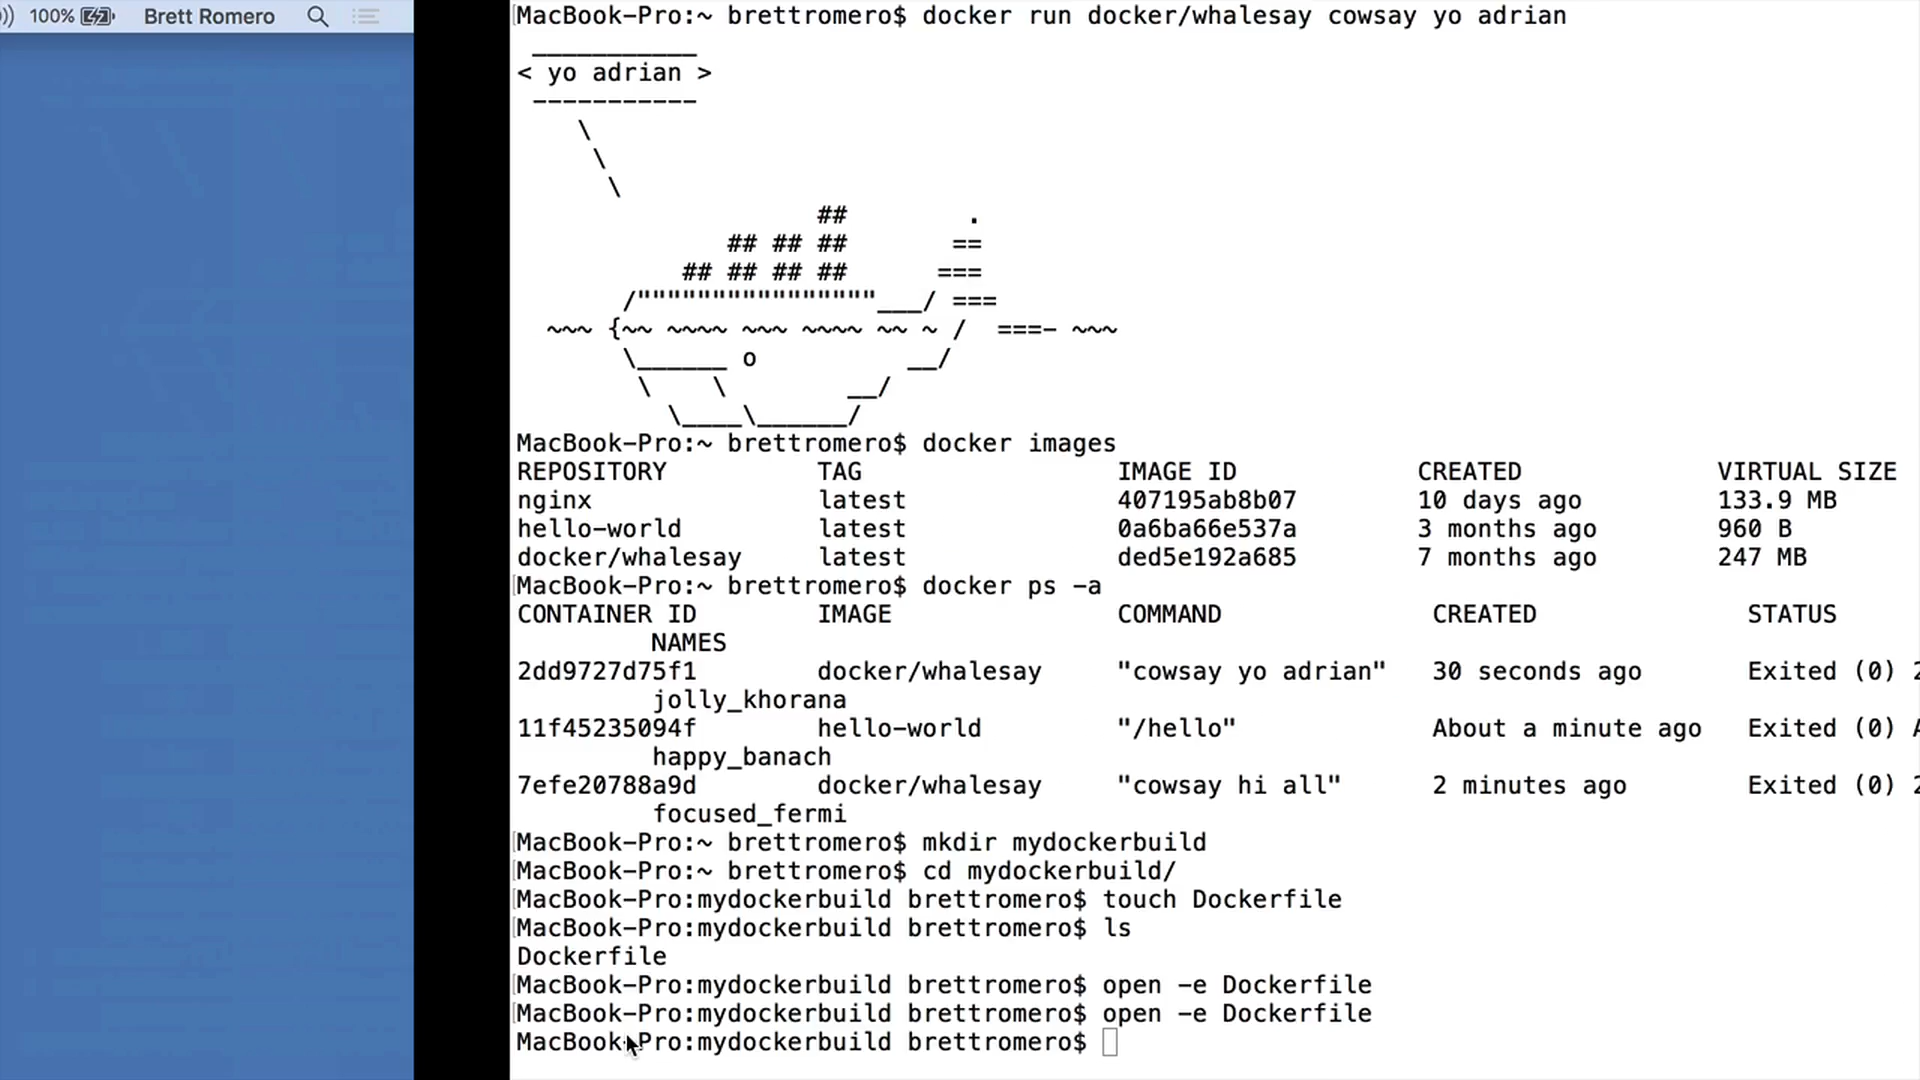 100% Brett Romero
MacBook-Pro:~ brettromero$ docker run docker/whalesay cowsay yo adrian
 ___________
< yo adrian >
 -----------
    \
     \
      \
                    ##        .
              ## ## ##       ==
           ## ## ## ##      ===
       /""""""""""""""""___/ ===
  ~~~ {~~ ~~~~ ~~~ ~~~~ ~~ ~ /  ===- ~~~
       \______ o          __/
        \    \        __/
          \____\______/
MacBook-Pro:~ brettromero$ docker images
REPOSITORY TAG IMAGE ID CREATED VIRTUAL SIZE
nginx latest 407195ab8b07 10 days ago 133.9 MB
hello-world latest 0a6ba66e537a 3 months ago 960 B
docker/whalesay latest ded5e192a685 7 months ago 247 MB
MacBook-Pro:~ brettromero$ docker ps -a
CONTAINER ID IMAGE COMMAND CREATED STATUS
NAMES
2dd9727d75f1 docker/whalesay "cowsay yo adrian" 30 seconds ago Exited (0) 2
jolly_khorana
11f45235094f hello-world "/hello" About a minute ago Exited (0) A
happy_banach
7efe20788a9d docker/whalesay "cowsay hi all" 2 minutes ago Exited (0) 2
focused_fermi
MacBook-Pro:~ brettromero$ mkdir mydockerbuild
MacBook-Pro:~ brettromero$ cd mydockerbuild/
MacBook-Pro:mydockerbuild brettromero$ touch Dockerfile
MacBook-Pro:mydockerbuild brettromero$ ls
Dockerfile
MacBook-Pro:mydockerbuild brettromero$ open -e Dockerfile
MacBook-Pro:mydockerbuild brettromero$ open -e Dockerfile
MacBook-Pro:mydockerbuild brettromero$